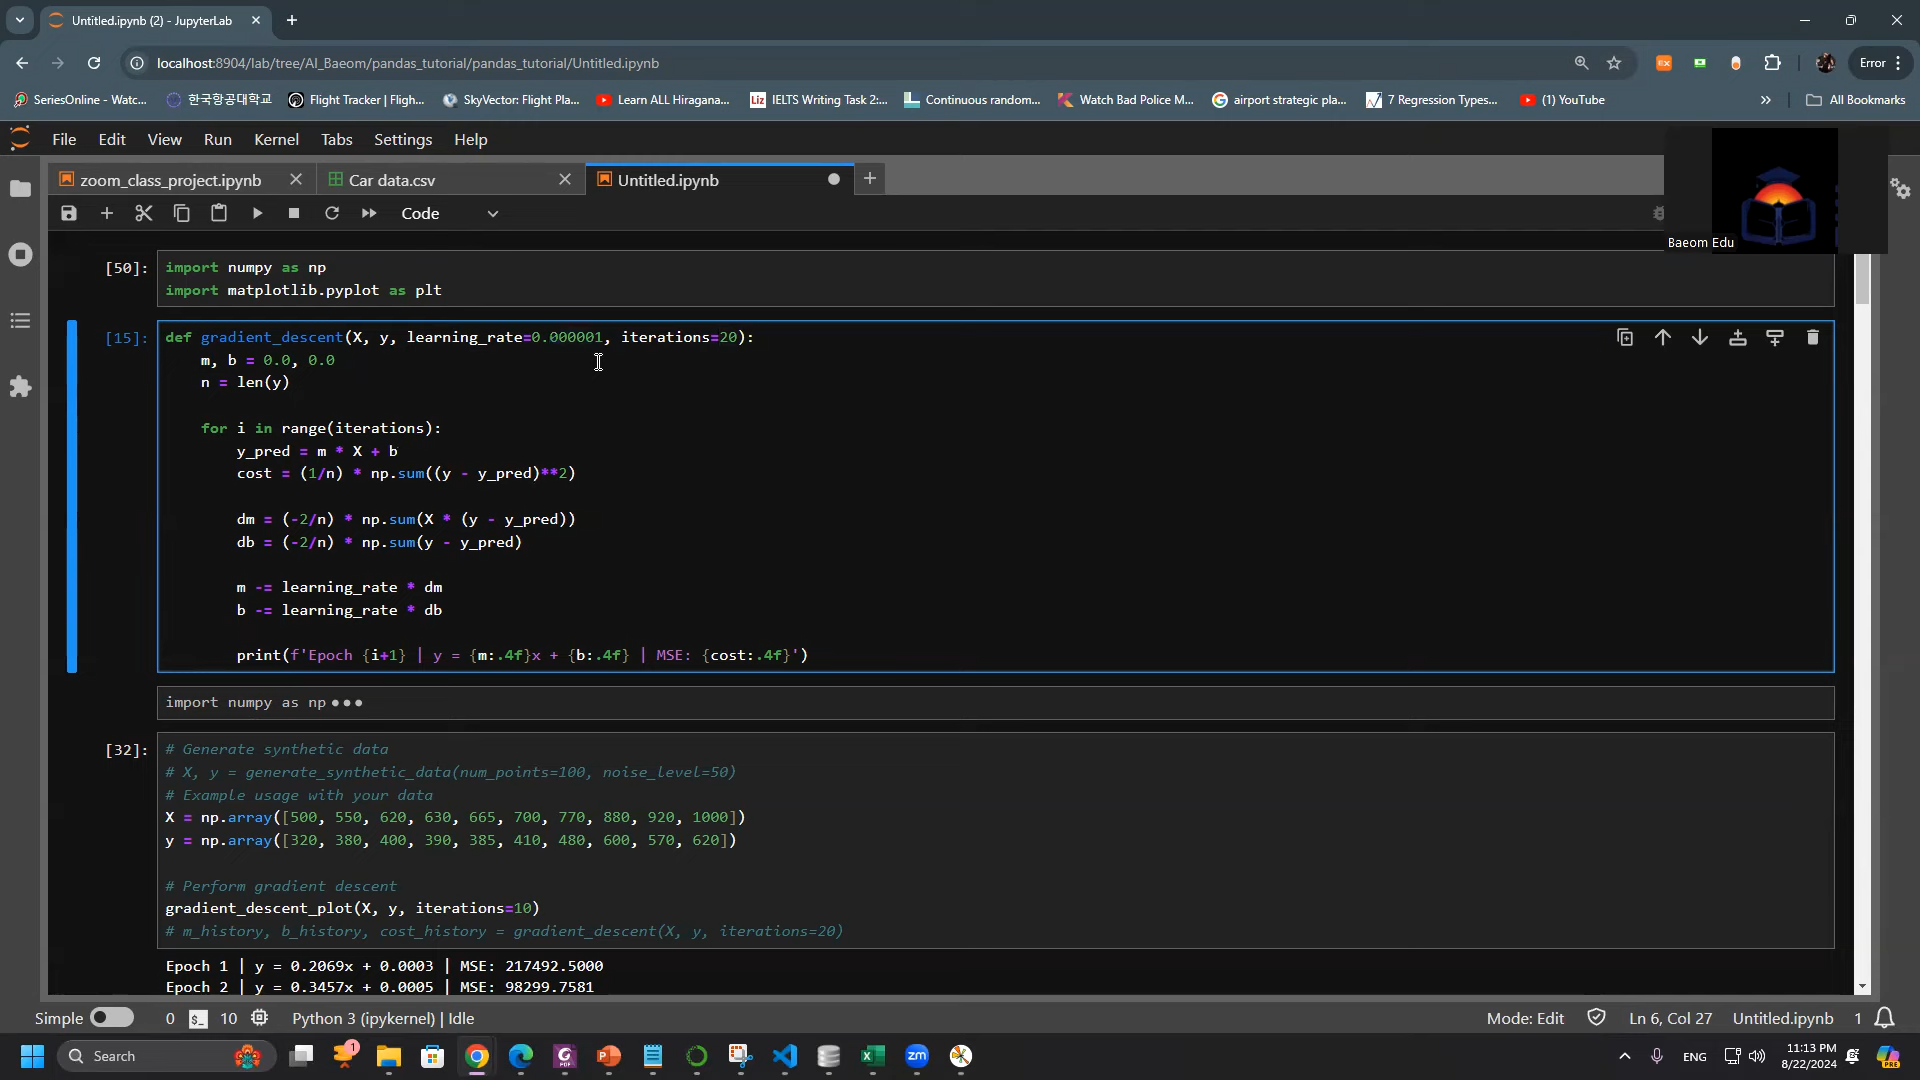 Untitled.ipynb (2) - JupyterLab
localhost:8904/lab/tree/AI_Baeom/pandas_tutorial/pandas_tutorial/Untitled.ipynb
Error
SeriesOnline - Watc...
한국항공대학교
Flight Tracker | Fligh...
SkyVector: Flight Pla...
Learn ALL Hiragana...
Liz
IELTS Writing Task 2:...
Continuous random...
Watch Bad Police M...
airport strategic pla...
7 Regression Types...
(1) YouTube
All Bookmarks
File
Edit
View
Run
Kernel
Tabs
Settings
Help
zoom_class_project.ipynb
Car data.csv
Untitled.ipynb
Code
Baeom Edu
[50]:
import numpy as np
import matplotlib.pyplot as plt
[15]:
def gradient_descent(X, y, learning_rate=0.000001, iterations=20):
m, b = 0.0, 0.0
n = len(y)
for i in range(iterations):
y_pred = m * X + b
cost = (1/n) * np.sum((y - y_pred)**2)
dm = (-2/n) * np.sum(X * (y - y_pred))
db = (-2/n) * np.sum(y - y_pred)
m -= learning_rate * dm
b -= learning_rate * db
print(f'Epoch {i+1} | y = {m:.4f}x + {b:.4f} | MSE: {cost:.4f}')
import numpy as np •••
[32]:
# Generate synthetic data
# X, y = generate_synthetic_data(num_points=100, noise_level=50)
# Example usage with your data
X = np.array([500, 550, 620, 630, 665, 700, 770, 880, 920, 1000])
y = np.array([320, 380, 400, 390, 385, 410, 480, 600, 570, 620])
# Perform gradient descent
gradient_descent_plot(X, y, iterations=10)
# m_history, b_history, cost_history = gradient_descent(X, y, iterations=20)
Epoch 1 | y = 0.2069x + 0.0003 | MSE: 217492.5000
Epoch 2 | y = 0.3457x + 0.0005 | MSE: 98299.7581
Simple
0
10
Python 3 (ipykernel) | Idle
Mode: Edit
Ln 6, Col 27
Untitled.ipynb
1
Search
1
zm
ENG
11:13 PM
8/22/2024